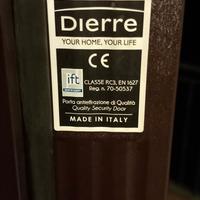 Dierre
YOUR HOME, YOUR LIFE
CE
ift
CLASSE RC3, EN 1627
Reg. n. 70-50537
Porta antieffrazione di Qualità
Quality Security Door
MADE IN ITALY